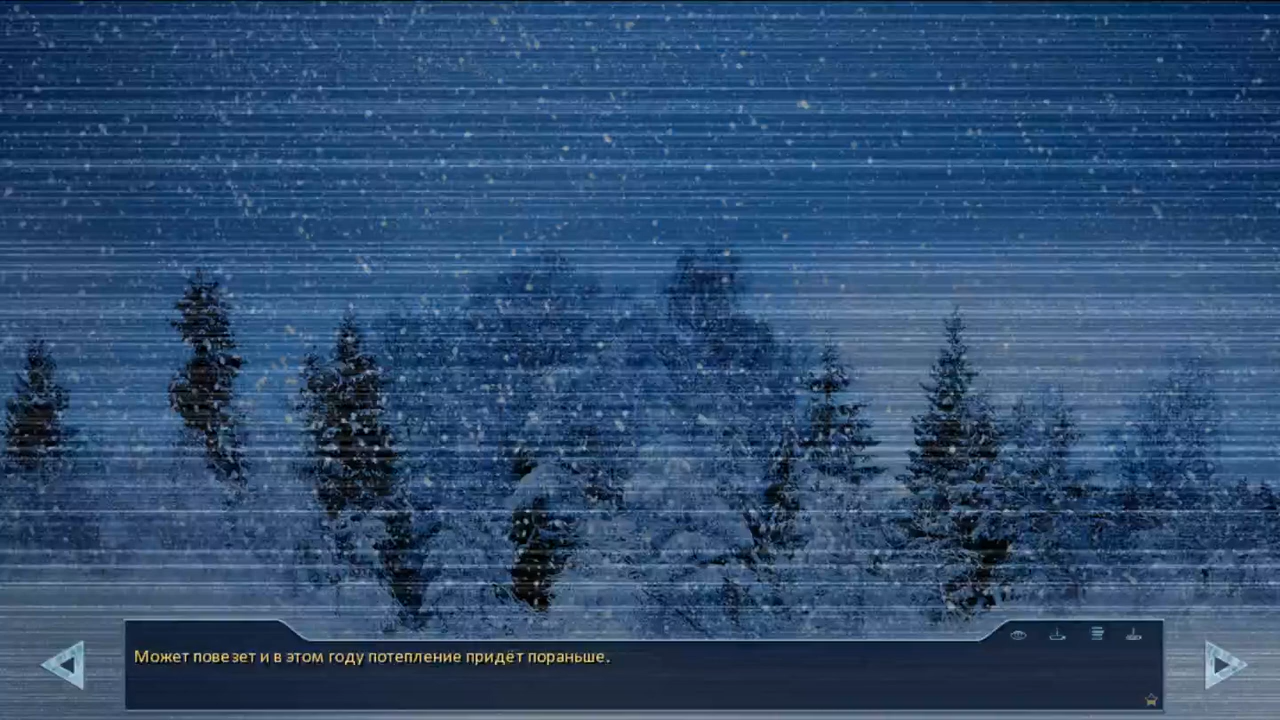 Может повезет и в этом году потепление придёт пораньше.